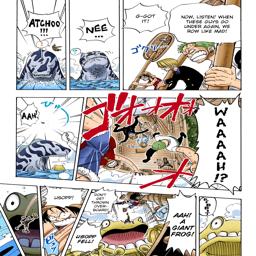 NOW, LISTEN! WHEN
THESE GUYS GO
UNDER AGAIN, WE
ROW LIKE MAD!
G-GOT
IT!
NEE...
ATCHOO
!!!
WAAAAH!?
AAH!
AAH! A
GIANT
FROG!
DON'T
GET
THROWN
OVER-
BOARD!
USOPP
FELL!
USOPP!